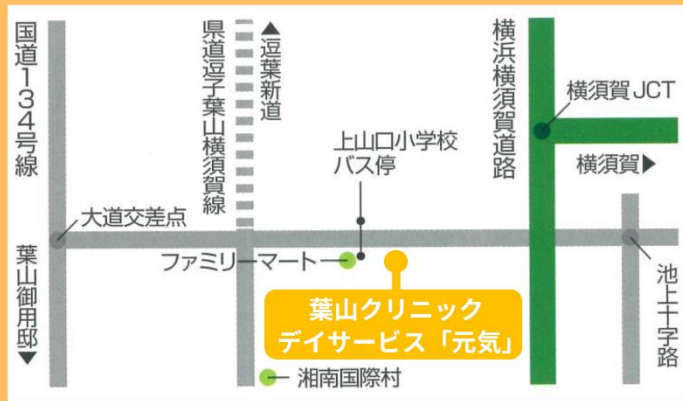 国道134号線
葉山御用邸▼
大道交差点
県道逗子葉山横須賀線
▲逗葉新道
上山口小学校
バス停
ファミリーマート
葉山クリニック
デイサービス「元気」
湘南国際村
横浜横須賀道路
横須賀JCT
横須賀▶
池上十字路